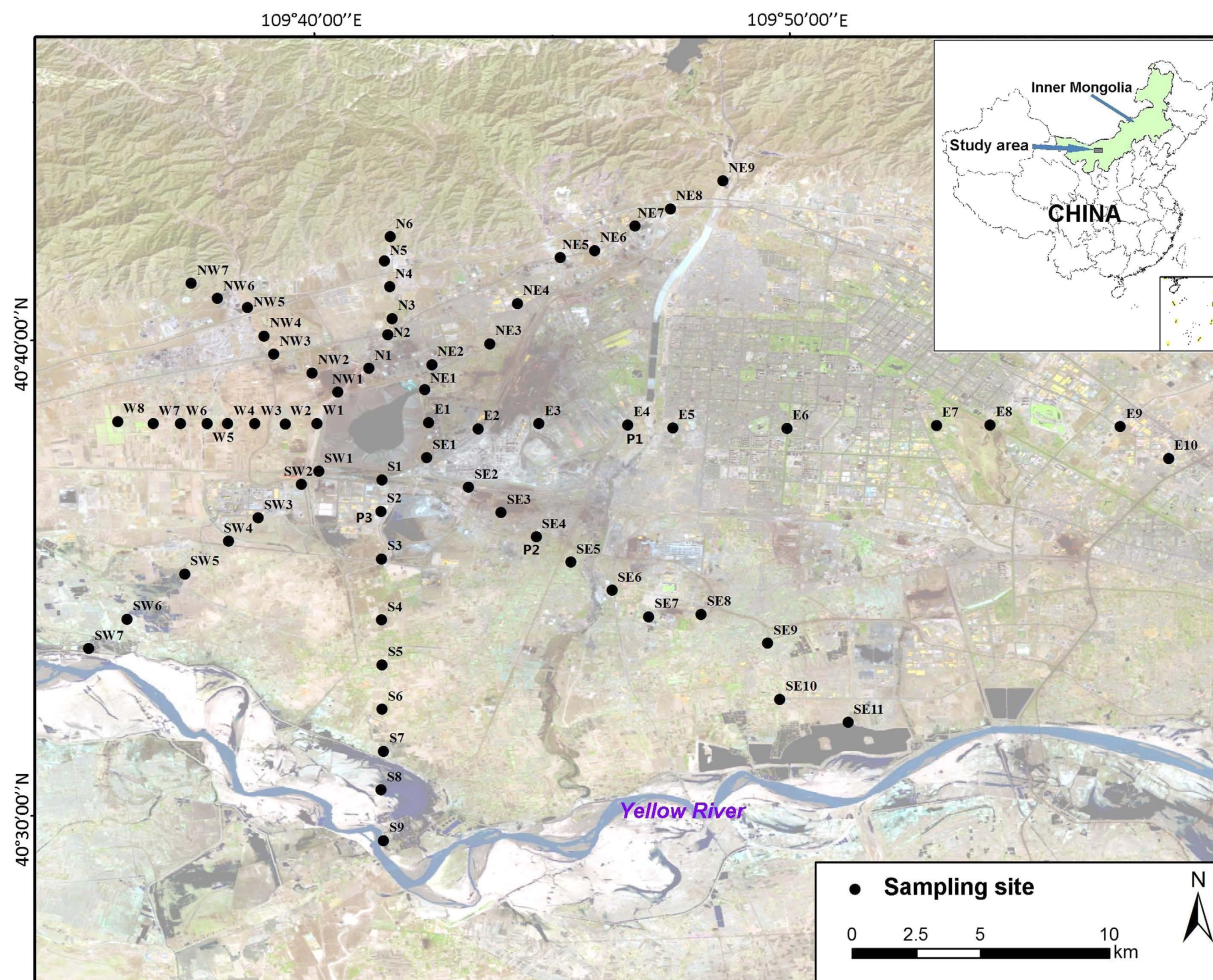 109°40'00''E
109°50'00''E
40°40'00''N
40°30'00''N
Inner Mongolia
Study area
CHINA
NE9
NE8
NE7
NE6
NE5
NE4
NE3
NE2
NE1
N6
N5
N4
N3
N2
N1
NW7
NW6
NW5
NW4
NW3
NW2
NW1
W8
W7
W6
W5
W4
W3
W2
W1
E1
E2
E3
E4
P1
E5
E6
E7
E8
E9
E10
SE1
SE2
SE3
SE4
P2
SE5
SE6
SE7
SE8
SE9
SE10
SE11
SW1
SW2
SW3
SW4
SW5
SW6
SW7
S1
S2
P3
S3
S4
S5
S6
S7
S8
S9
Yellow River
Sampling site
N
0 2.5 5 10
km